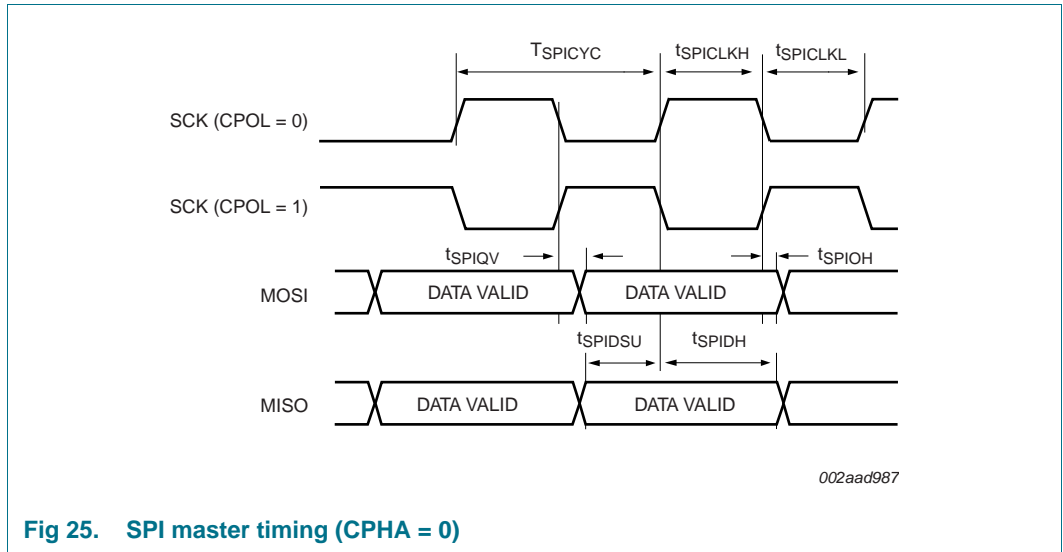 TSPICYC
tSPICLKH
tSPICLKL
SCK (CPOL = 0)
SCK (CPOL = 1)
tSPIQV
tSPIOH
MOSI
DATA VALID
DATA VALID
tSPIDSU
tSPIDH
MISO
DATA VALID
DATA VALID
002aad987
Fig 25. SPI master timing (CPHA = 0)